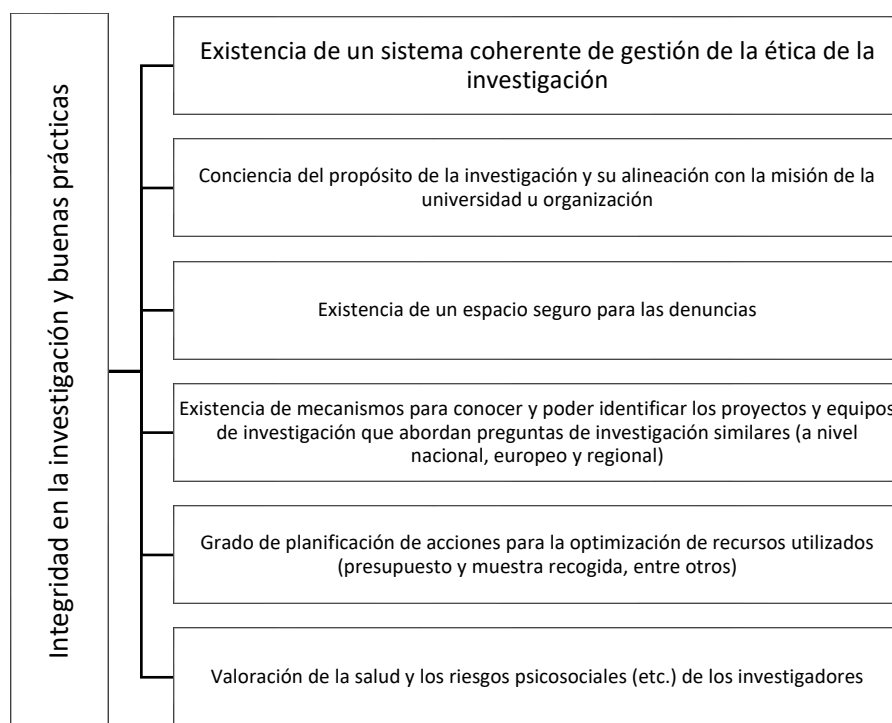 Integridad en la investigación y buenas prácticas
Existencia de un sistema coherente de gestión de la ética de la
investigación
Conciencia del propósito de la investigación y su alineación con la misión de la
universidad u organización
Existencia de un espacio seguro para las denuncias
Existencia de mecanismos para conocer y poder identificar los proyectos y equipos
de investigación que abordan preguntas de investigación similares (a nivel
nacional, europeo y regional)
Grado de planificación de acciones para la optimización de recursos utilizados
(presupuesto y muestra recogida, entre otros)
Valoración de la salud y los riesgos psicosociales (etc.) de los investigadores